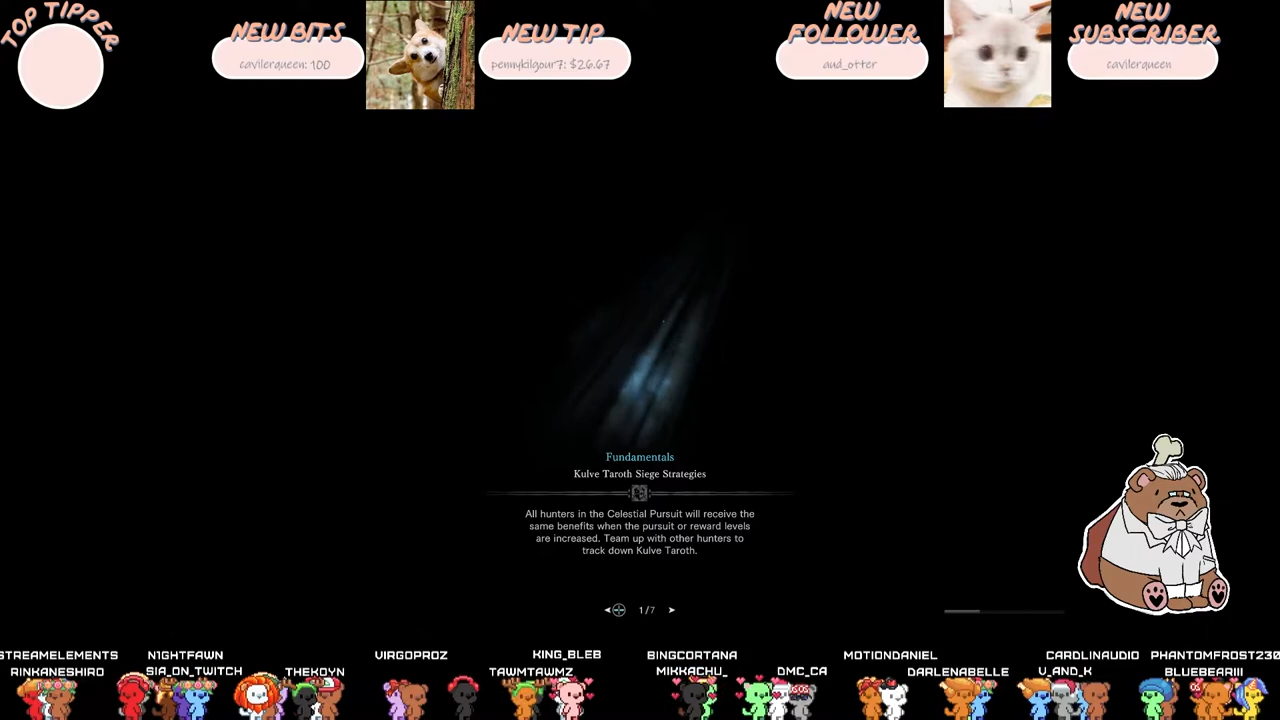 TOP TIPPER
NEW BITS
cavilerqueen: 100
NEW TIP
pennykilgour7: $26.67
NEW
FOLLOWER
aud_otter
NEW
SUBSCRIBER
cavilerqueen
Fundamentals
Kulve Taroth Siege Strategies
All hunters in the Celestial Pursuit will receive the
same benefits when the pursuit or reward levels
are increased. Team up with other hunters to
track down Kulve Taroth.
1/7
STREAMELEMENTS
N1GHTFAWN
VIRGOPROZ
KING_BLEB
BINGCORTANA
MOTIONDANIEL
CARDLINAUDIO
PHANTOMFROST230
RINKANESHIRO
SIA_ON_TWITCH
THEKOYN
TAWMTAWMZ
MIKKACHU_
DMC_CA
DARLENABELLE
V_AND_K
BLUEBEARIII